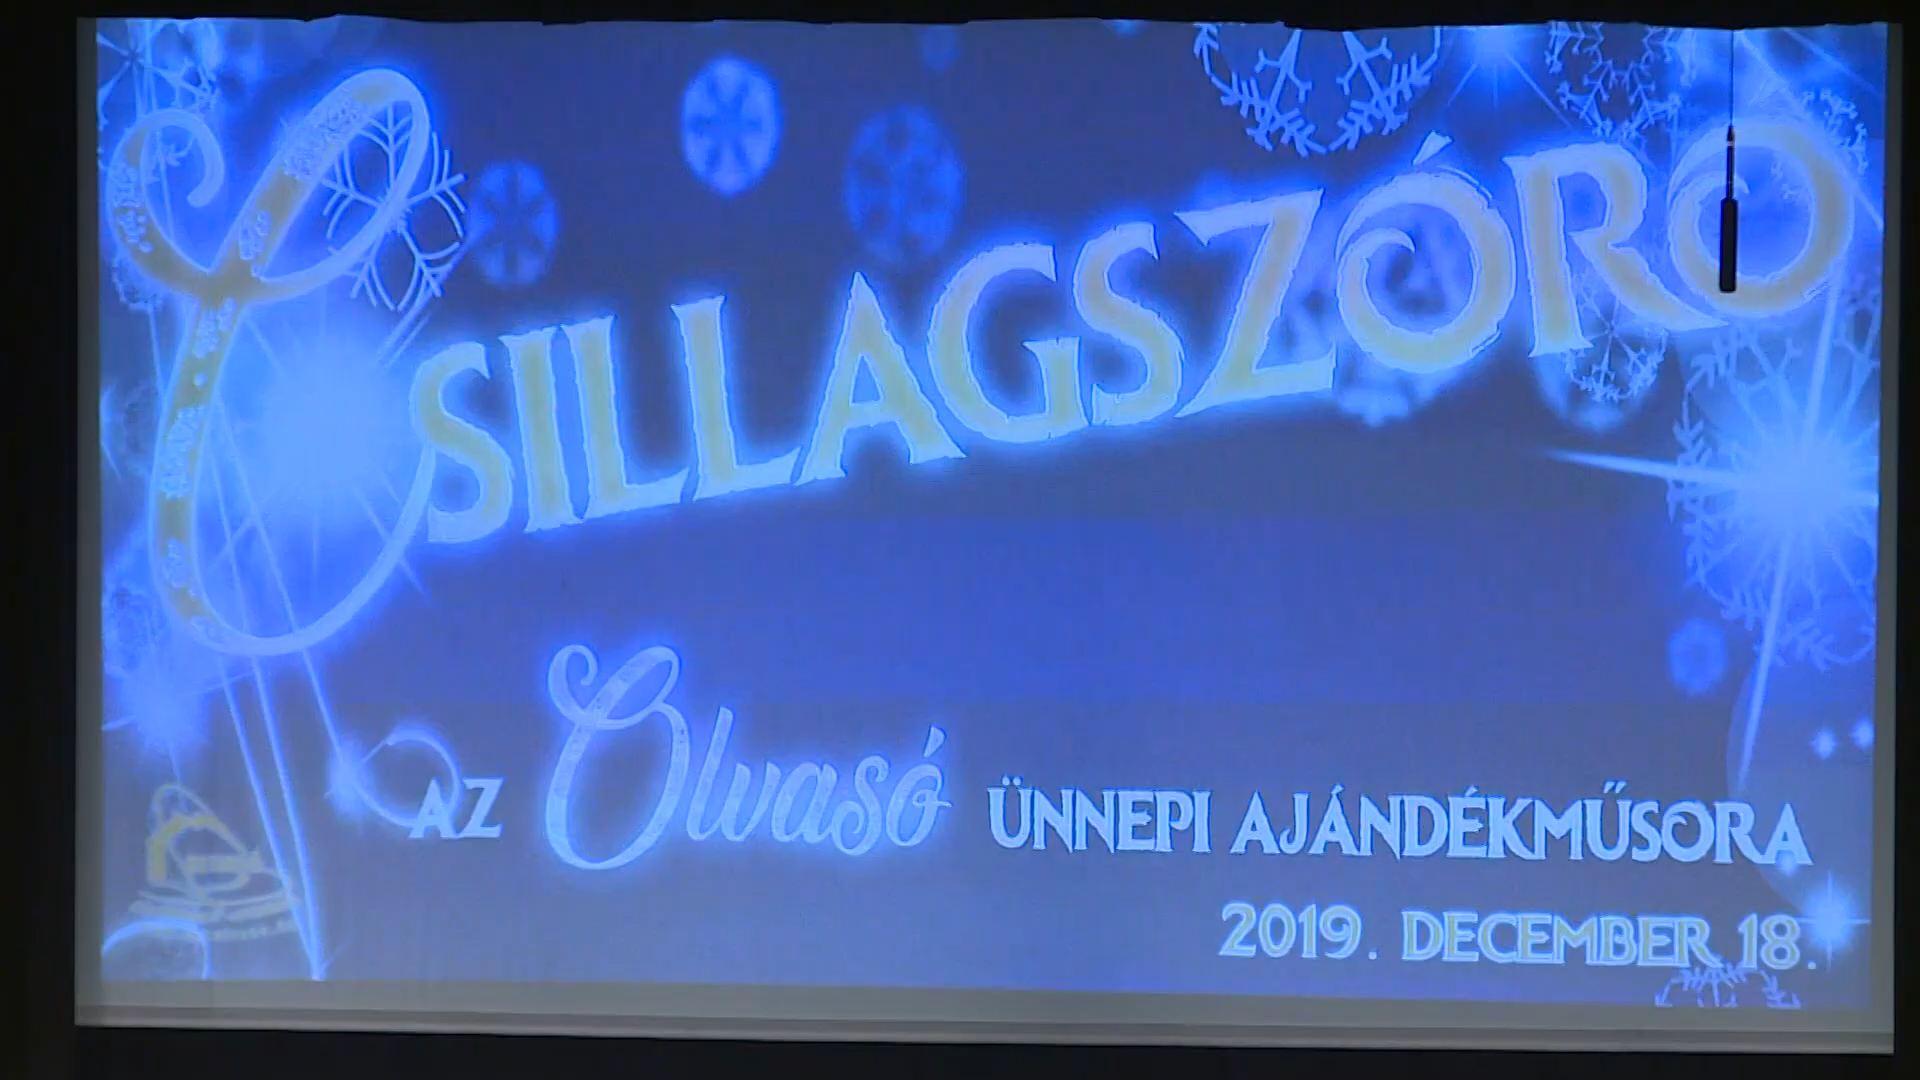 CSILLAGSZÓRÓ
AZ Olvasó ÜNNEPI AJÁNDÉKMŰSORA
2019. DECEMBER 18.